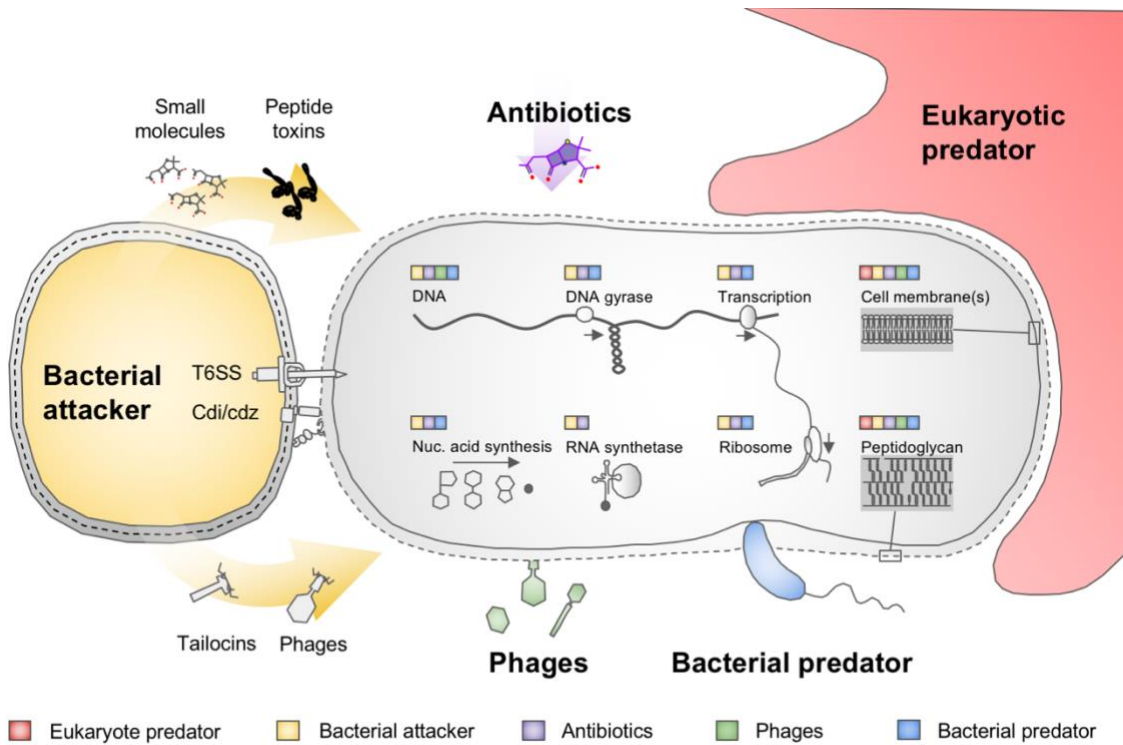 Small
molecules
Peptide
toxins
Antibiotics
Eukaryotic
predator
Bacterial
attacker
T6SS
Cdi/cdz
DNA
DNA gyrase
Transcription
Cell membrane(s)
Nuc. acid synthesis
RNA synthetase
Ribosome
Peptidoglycan
Tailocins
Phages
Phages
Bacterial predator
Eukaryote predator
Bacterial attacker
Antibiotics
Phages
Bacterial predator